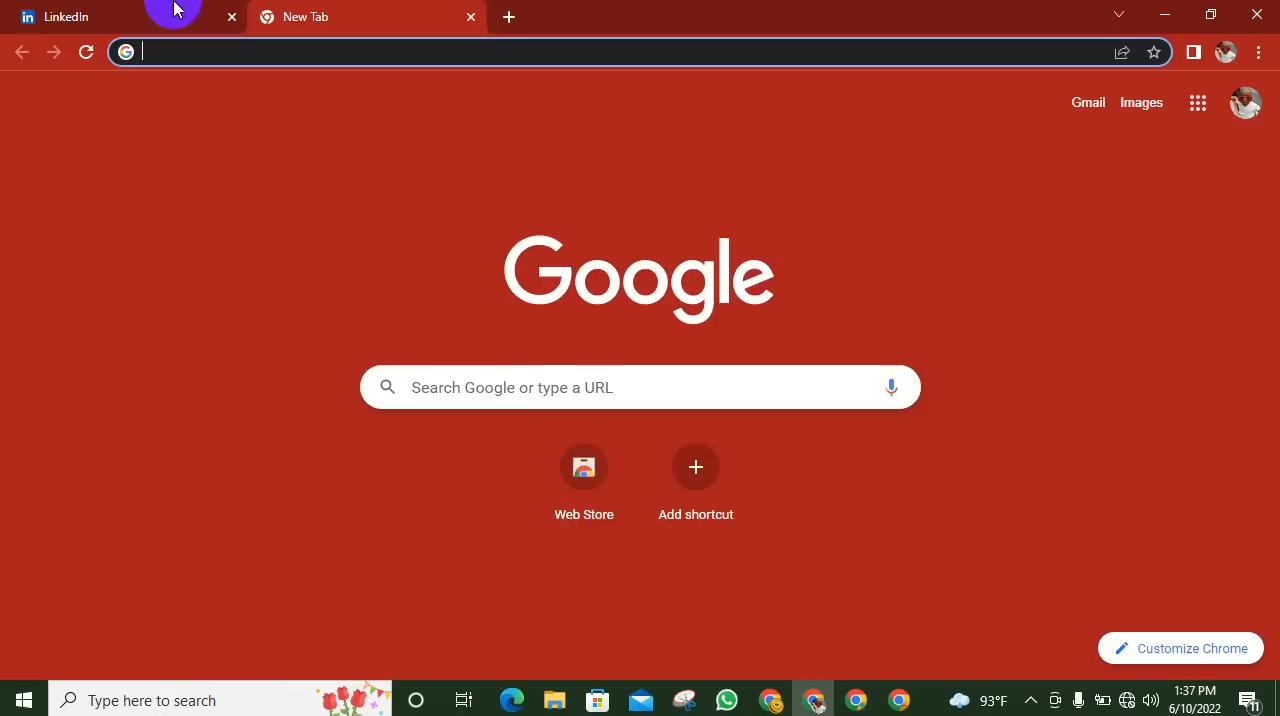 LinkedIn
New Tab
Gmail Images
Google
Search Google or type a URL
Web Store
Add shortcut
Customize Chrome
Type here to search
93°F
1:37 PM
6/10/2022
11